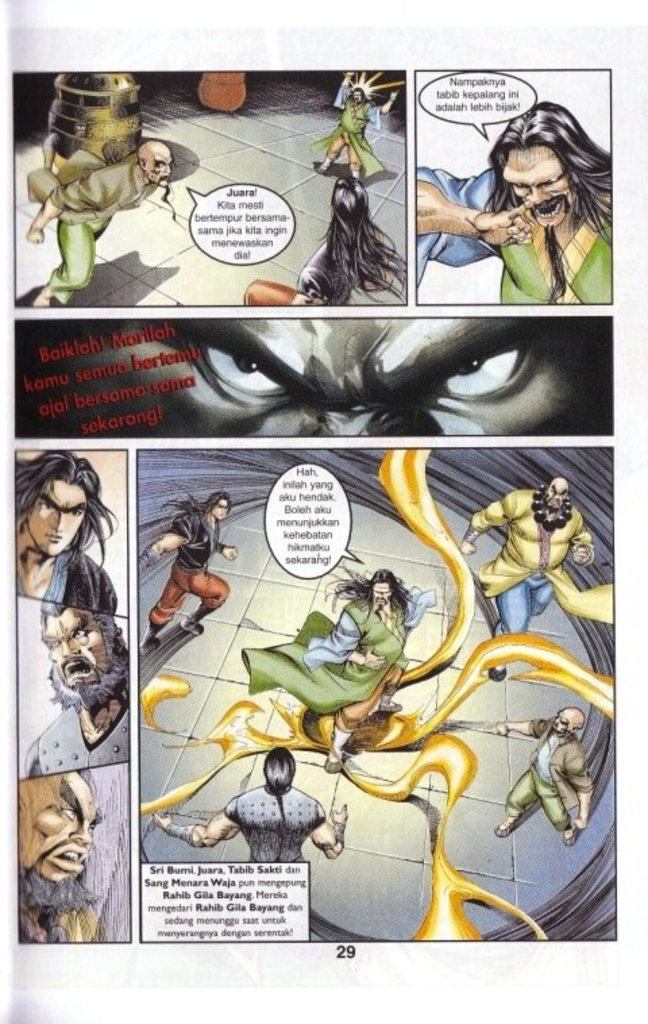 Juara!
Kita mesti
bertempur bersama-
sama jika kita ingin
menewaskan
dia!
Nampaknya
tabib kepalang ini
adalah lebih bijak!
Baiklah! Marilah
kamu semua bertemu
ajal bersama-sama
sekarang!
Hah,
inilah yang
aku hendak.
Boleh aku
menunjukkan
kehebatan
hikmatku
sekarang!
Sri Bumi, Juara, Tabib Sakti dan
Sang Menara Waja pun mengepung
Rahib Gila Bayang. Mereka
mengedari Rahib Gila Bayang dan
sedang menunggu saat untuk
menyerangnya dengan serentak!
29